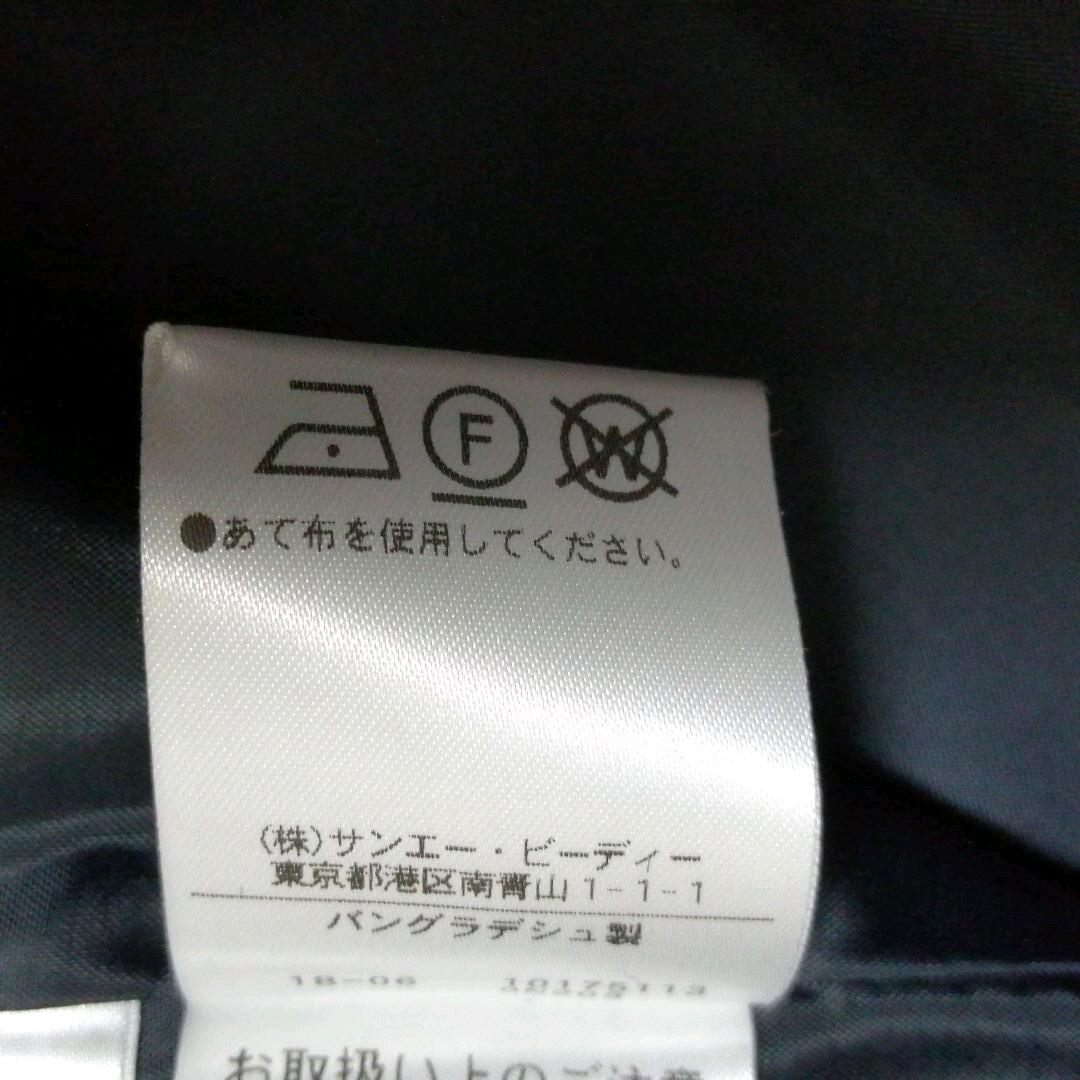 F W
●あて布を使用してください。
(株)サンエー・ビーディー
東京都港区南青山1-1-1
バングラデシュ製
18-06 10175113
お取扱い上のご注意